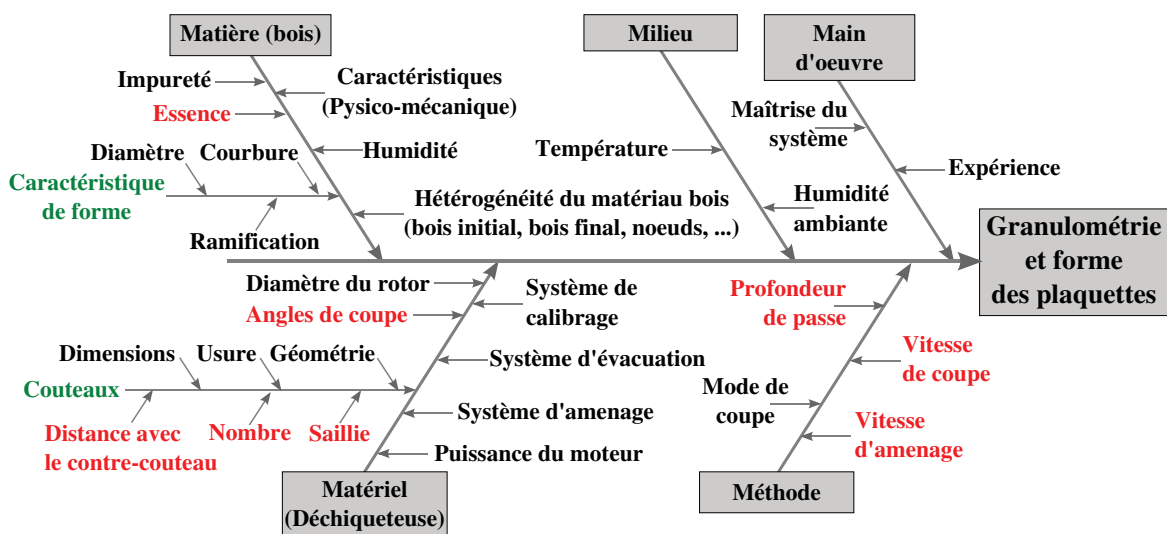 Matière (bois)
Milieu
Main
d'oeuvre
Impureté
Caractéristiques
(Pysico-mécanique)
Essence
Maîtrise du
système
Diamètre
Courbure
Humidité
Température
Expérience
Caractéristique
de forme
Hétérogénéité du matériau bois
(bois initial, bois final, noeuds, ...)
Humidité
ambiante
Ramification
Granulométrie
et forme
des plaquettes
Diamètre du rotor
Système de
calibrage
Angles de coupe
Profondeur
de passe
Dimensions
Usure
Géométrie
Système d'évacuation
Vitesse
de coupe
Couteaux
Mode de
coupe
Distance avec
le contre-couteau
Nombre
Saillie
Système d'amenage
Vitesse
d'amenage
Puissance du moteur
Matériel
(Déchiqueteuse)
Méthode